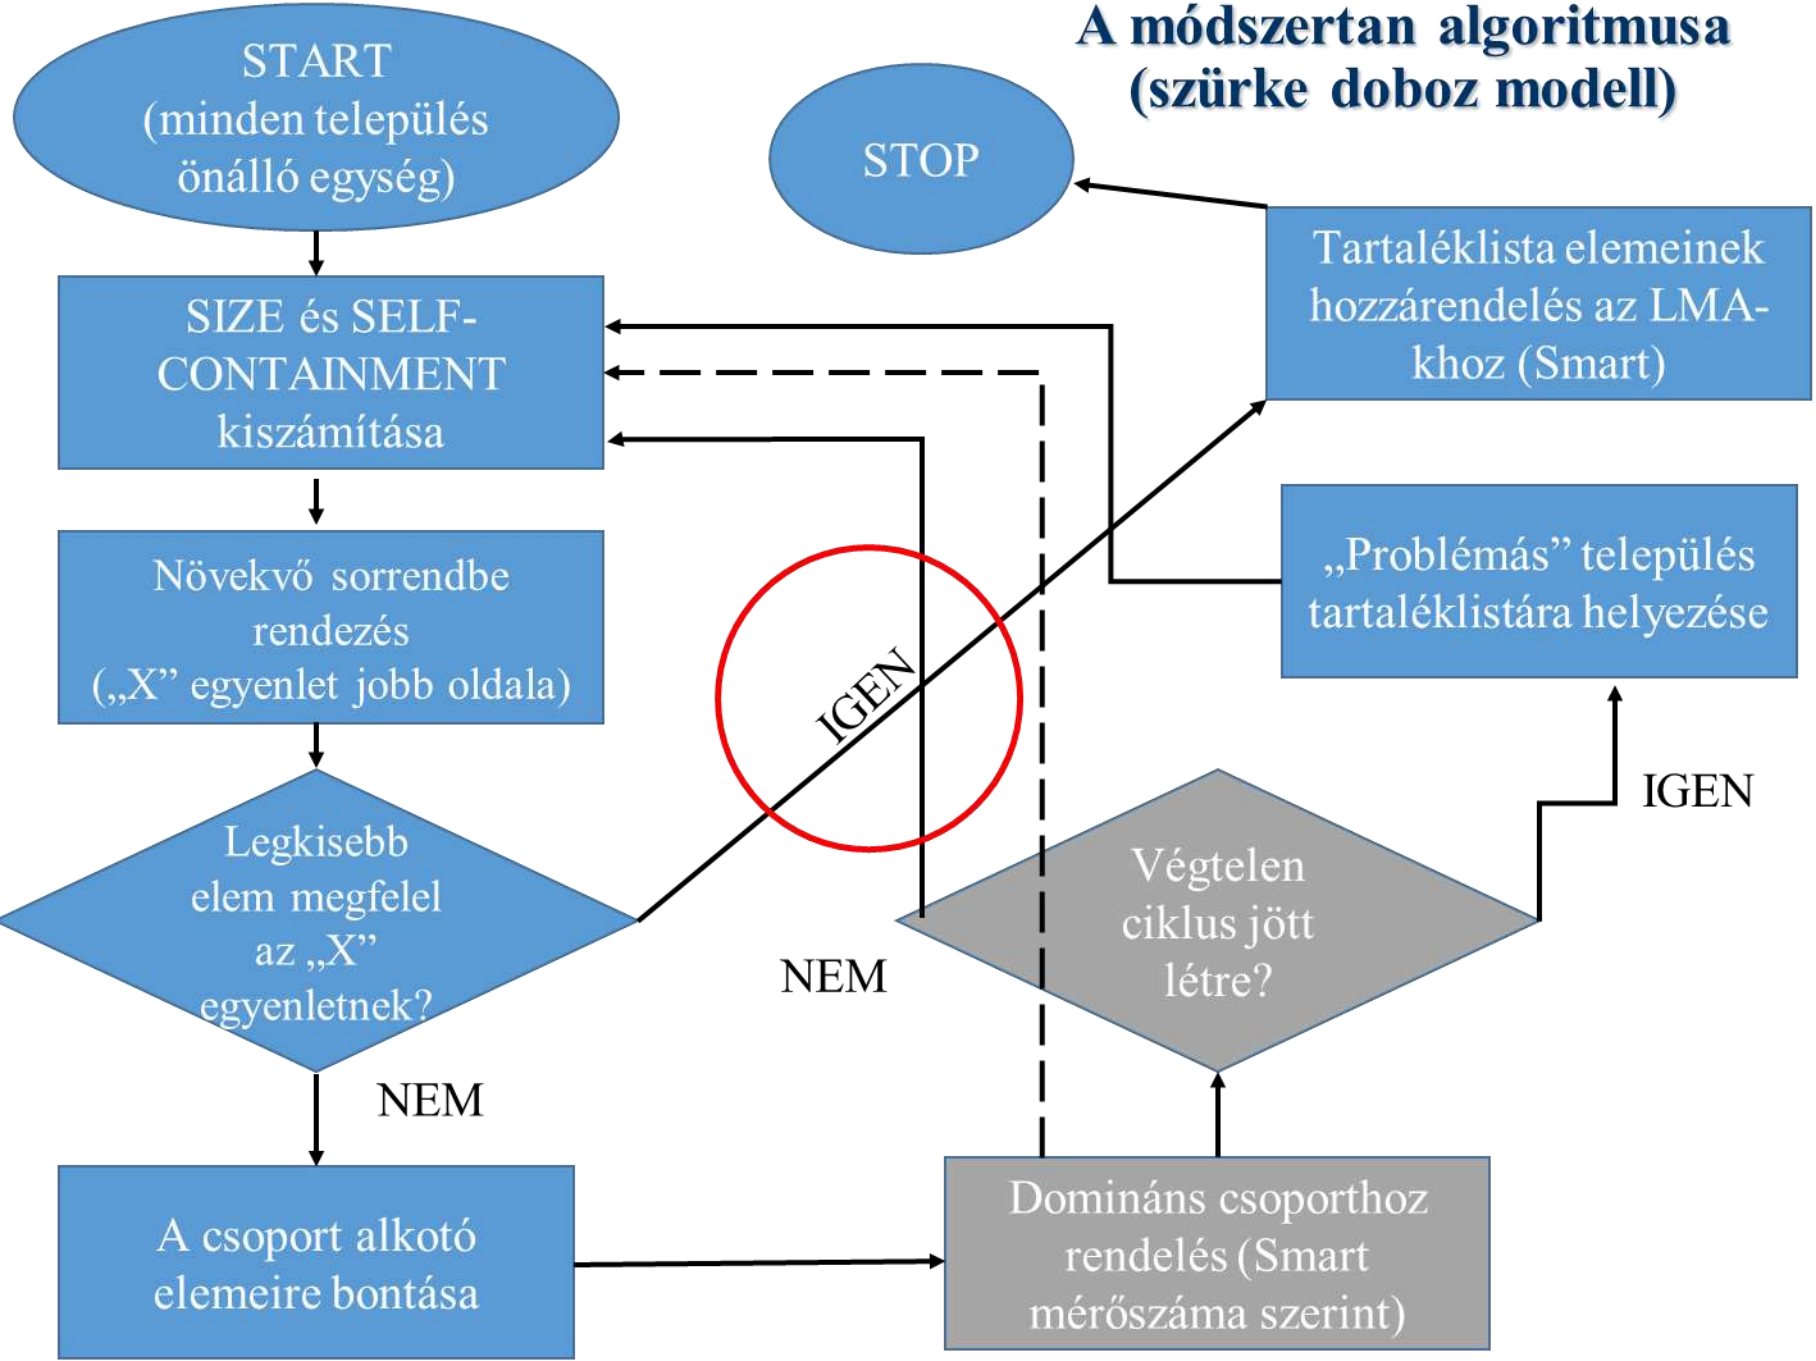 A módszertan algoritmusa
(szürke doboz modell)
START
(minden település
önálló egység)
STOP
Tartaléklista elemeinek
hozzárendelés az LMA-
khoz (Smart)
SIZE és SELF-
CONTAINMENT
kiszámítása
Növekvő sorrendbe
rendezés
(„X” egyenlet jobb oldala)
„Problémás” település
tartaléklistára helyezése
IGEN
IGEN
Legkisebb
elem megfelel
az „X”
egyenletnek?
Végtelen
ciklus jött
létre?
NEM
NEM
A csoport alkotó
elemeire bontása
Domináns csoporthoz
rendelés (Smart
mérőszáma szerint)